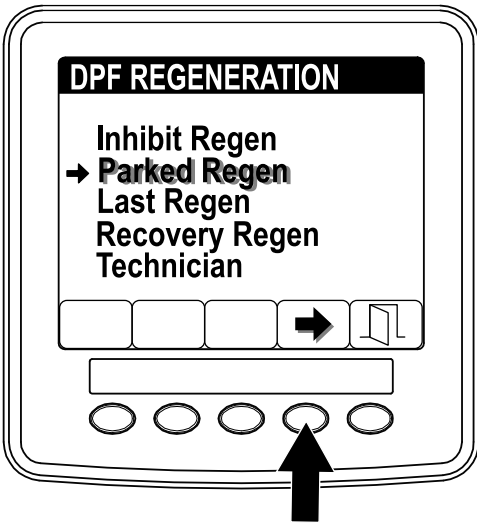 DPF REGENERATION
Inhibit Regen
Parked Regen
Last Regen
Recovery Regen
Technician